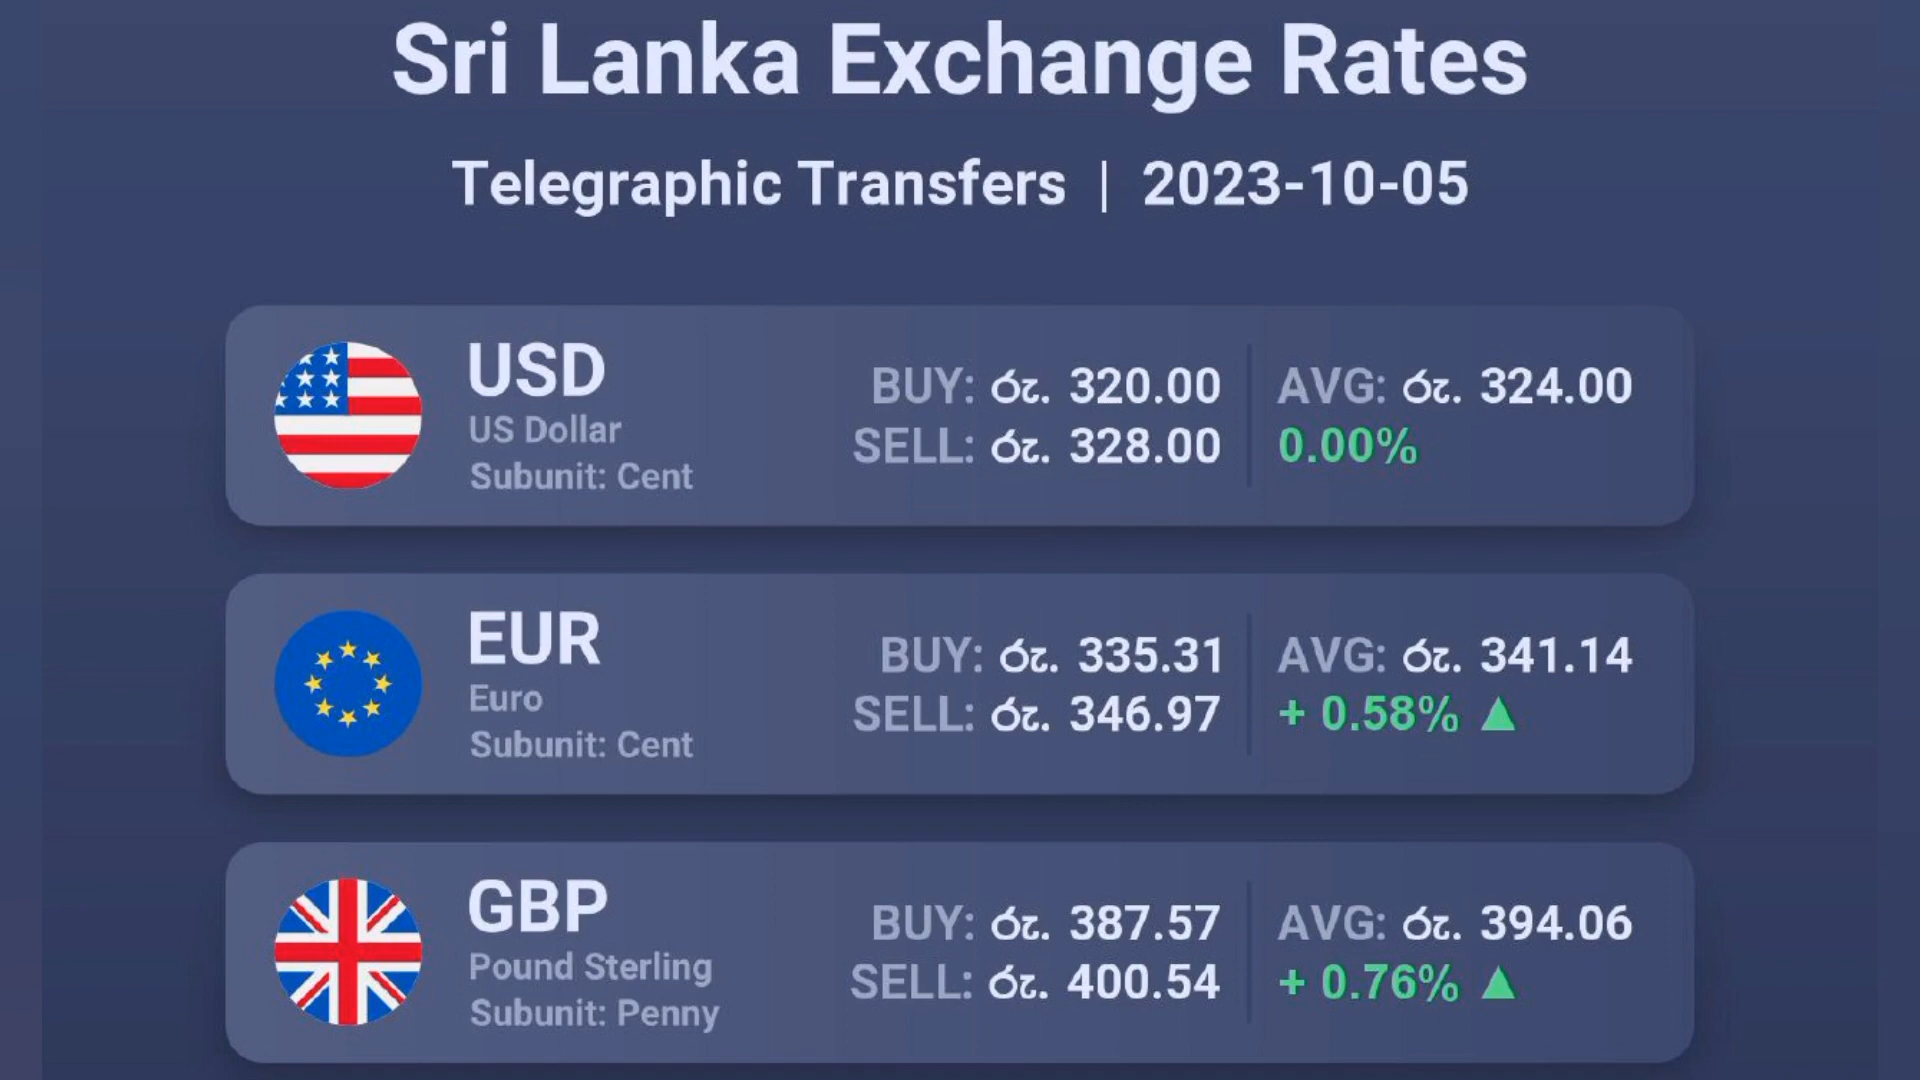 Sri Lanka Exchange Rates
Telegraphic Transfers | 2023-10-05
USD
US Dollar
Subunit: Cent
BUY: රු. 320.00
SELL: රු. 328.00
AVG: රු. 324.00
0.00%
EUR
Euro
Subunit: Cent
BUY: රු. 335.31
SELL: රු. 346.97
AVG: රු. 341.14
+ 0.58% ▲
GBP
Pound Sterling
Subunit: Penny
BUY: රු. 387.57
SELL: රු. 400.54
AVG: රු. 394.06
+ 0.76% ▲